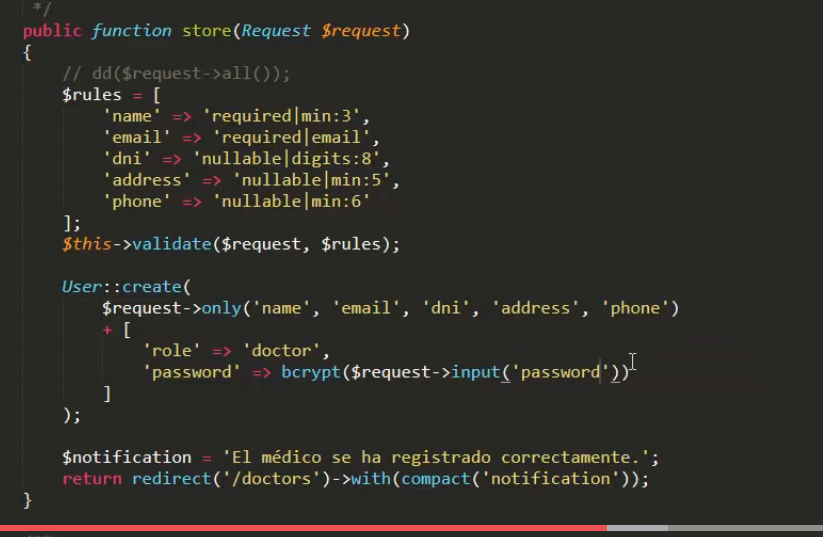 */
public function store(Request $request)
{
    // dd($request->all());
    $rules = [
        'name' => 'required|min:3',
        'email' => 'required|email',
        'dni' => 'nullable|digits:8',
        'address' => 'nullable|min:5',
        'phone' => 'nullable|min:6'
    ];
    $this->validate($request, $rules);
    User::create(
        $request->only('name', 'email', 'dni', 'address', 'phone')
        + [
            'role' => 'doctor',
            'password' => bcrypt($request->input('password'))
        ]
    );
    $notification = 'El médico se ha registrado correctamente.';
    return redirect('/doctors')->with(compact('notification'));
}